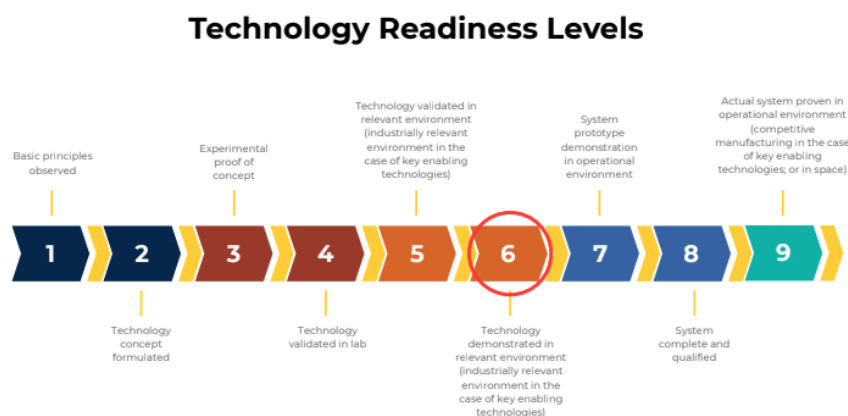 Technology Readiness Levels
Basic principles
observed
Experimental
proof of
concept
Technology validated in
relevant environment
(industrially relevant
environment in the
case of key enabling
technologies)
System
prototype
demonstration
in operational
environment
Actual system proven in
operational environment
(competitive
manufacturing in the case
of key enabling
technologies; or in space)
1 2 3 4 5 6 7 8 9
Technology
concept
formulated
Technology
validated in lab
Technology
demonstrated in
relevant environment
(industrially relevant
environment in the
case of key enabling
technologies)
System
complete and
qualified